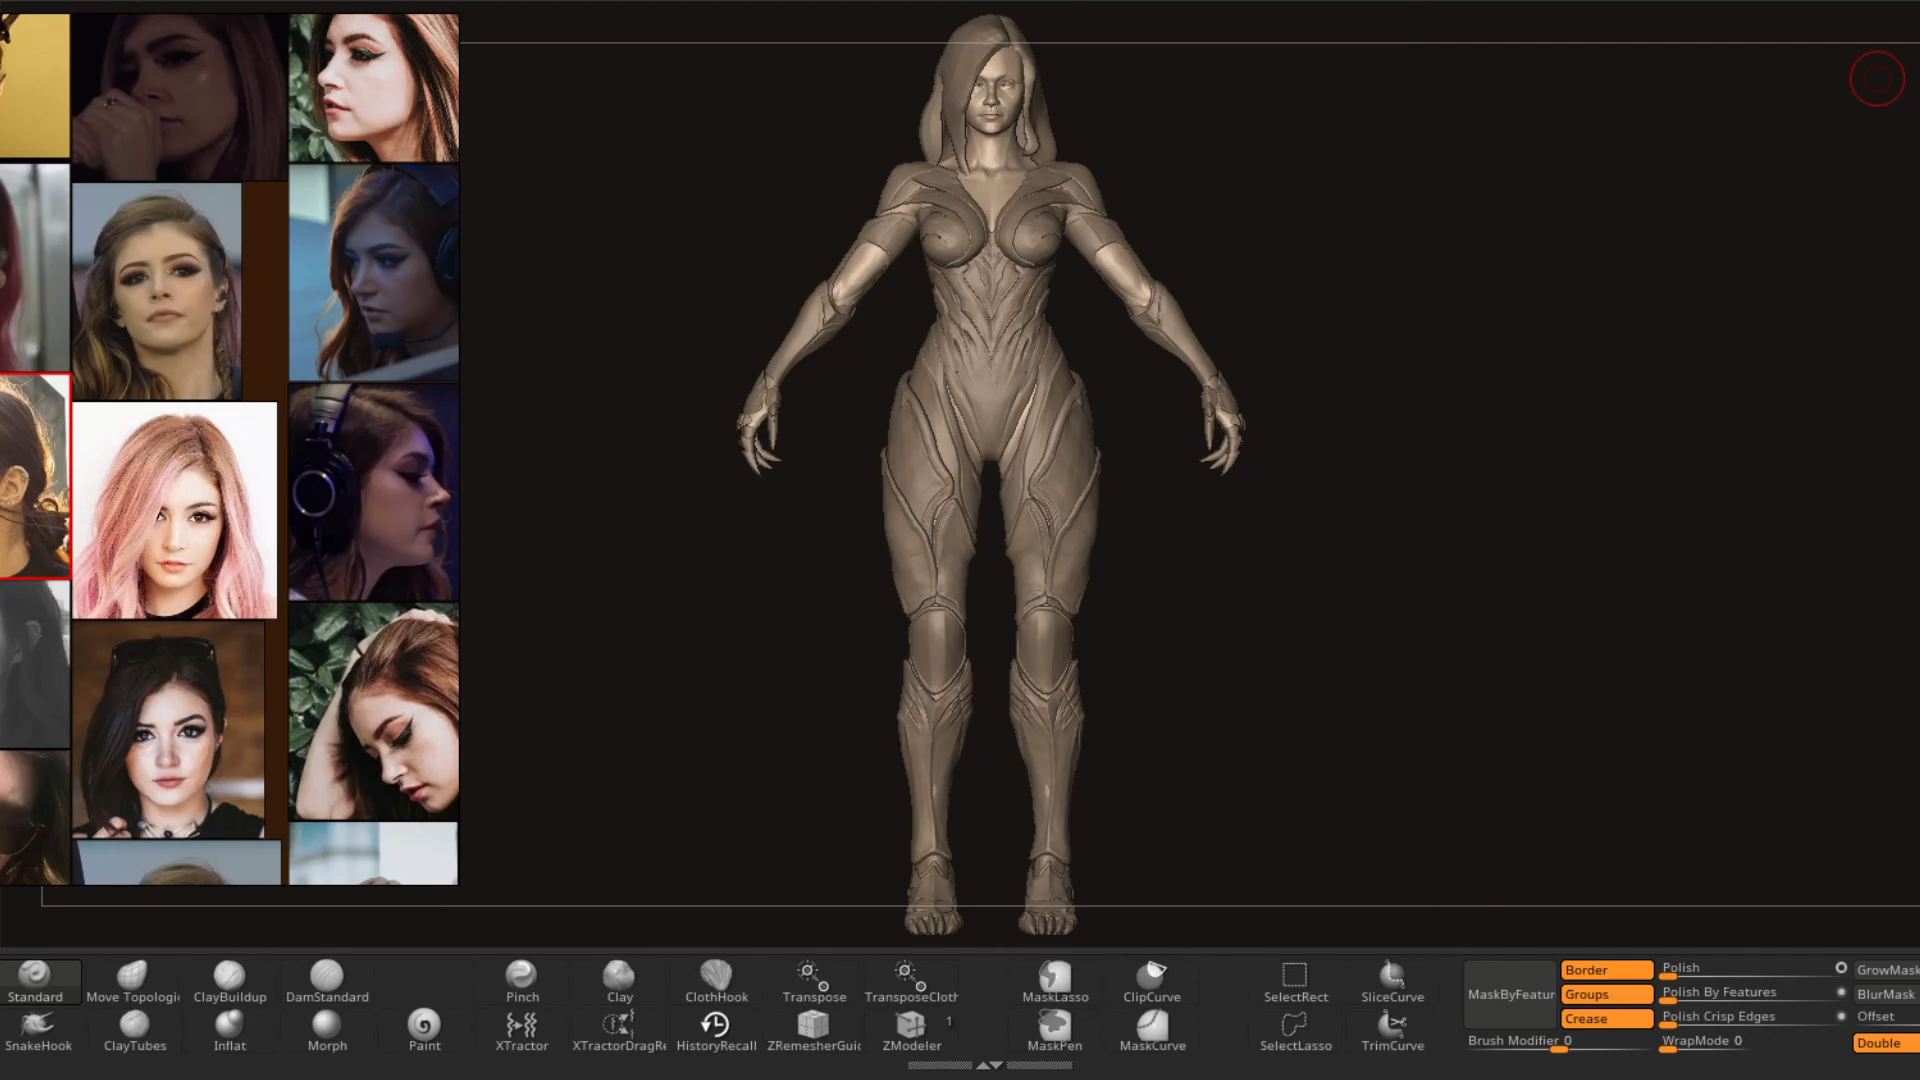 Standard Move Topologi ClayBuildup DamStandard Pinch Clay ClothHook Transpose TransposeCloth MaskLasso ClipCurve SelectRect SliceCurve
SnakeHook ClayTubes Inflat Morph Paint XTractor XTractorDragRe HistoryRecall ZRemesherGuid ZModeler 1 MaskPen MaskCurve SelectLasso TrimCurve
MaskByFeatur
Border Polish GrowMask
Groups Polish By Features BlurMask
Crease Polish Crisp Edges Offset
Brush Modifier 0 WrapMode 0 Double